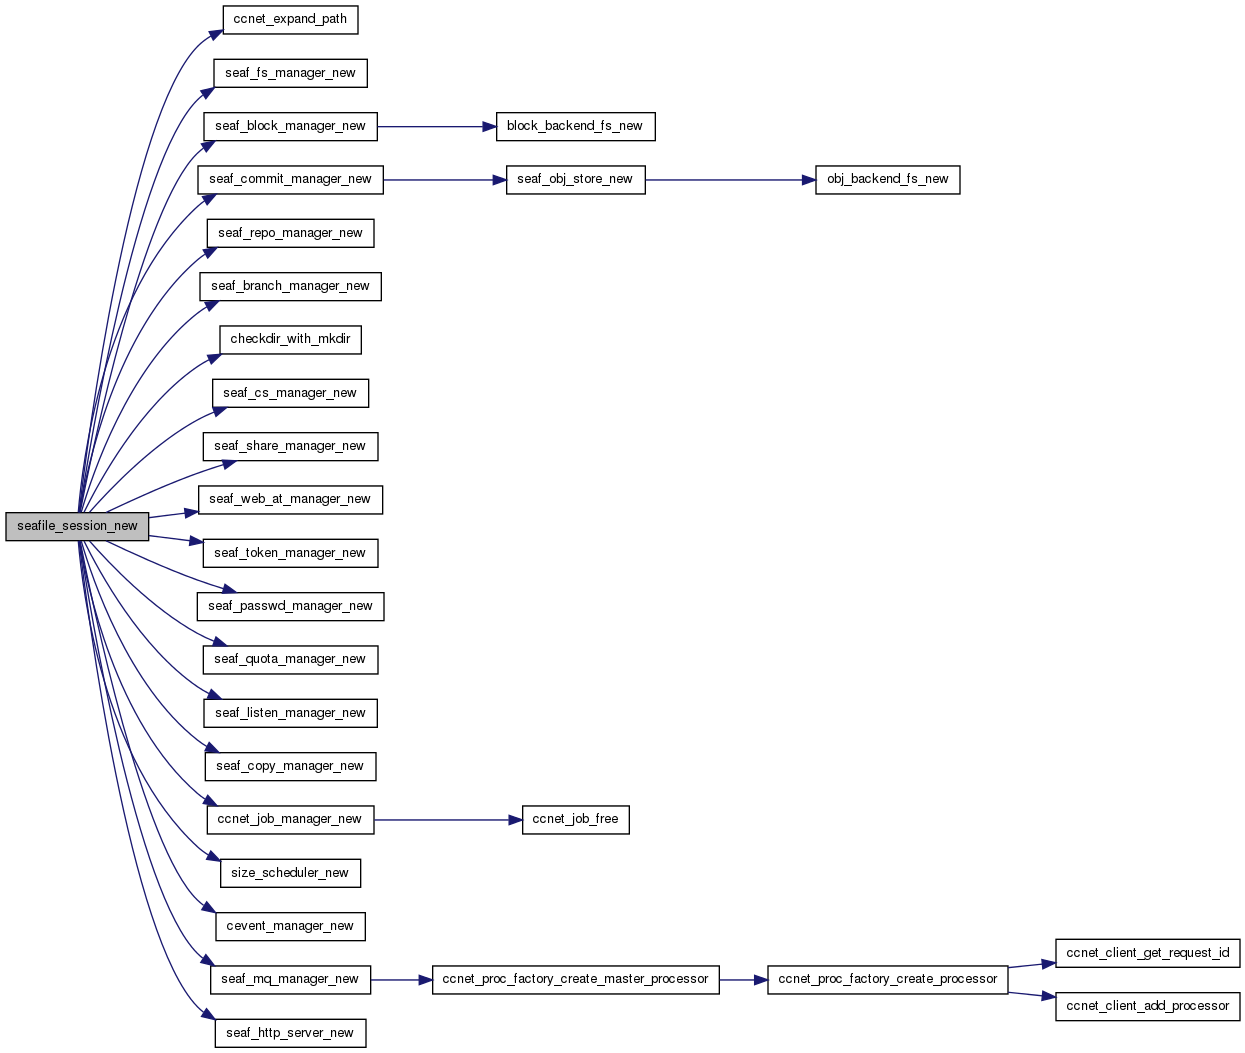 ccnet_expand_path
seaf_fs_manager_new
seaf_block_manager_new
block_backend_fs_new
seaf_commit_manager_new
seaf_obj_store_new
obj_backend_fs_new
seaf_repo_manager_new
seaf_branch_manager_new
checkdir_with_mkdir
seaf_cs_manager_new
seaf_share_manager_new
seaf_web_at_manager_new
seafile_session_new
seaf_token_manager_new
seaf_passwd_manager_new
seaf_quota_manager_new
seaf_listen_manager_new
seaf_copy_manager_new
ccnet_job_manager_new
ccnet_job_free
size_scheduler_new
cevent_manager_new
seaf_mq_manager_new
ccnet_proc_factory_create_master_processor
ccnet_proc_factory_create_processor
ccnet_client_get_request_id
ccnet_client_add_processor
seaf_http_server_new